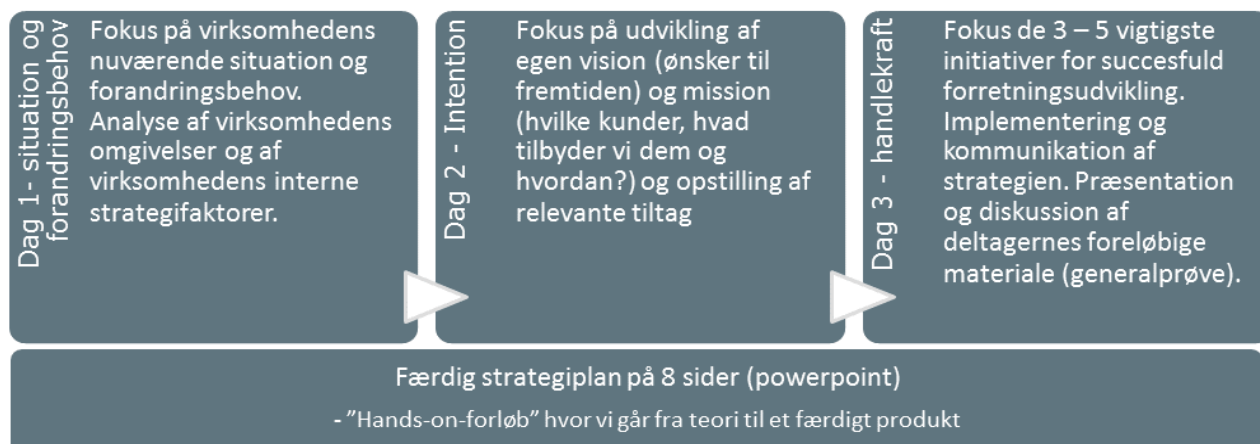 Dag 1 - situation og
forandringsbehov
Fokus på virksomhedens
nuværende situation og
forandringsbehov.
Analyse af virksomhedens
omgivelser og af
virksomhedens interne
strategifaktorer.
Dag 2 - Intention
Fokus på udvikling af
egen vision (ønsker til
fremtiden) og mission
(hvilke kunder, hvad
tilbyder vi dem og
hvordan?) og opstilling af
relevante tiltag
Dag 3 - handlekraft
Fokus de 3 – 5 vigtigste
initiativer for succesfuld
forretningsudvikling.
Implementering og
kommunikation af
strategien. Præsentation
og diskussion af
deltagernes foreløbige
materiale (generalprøve).
Færdig strategiplan på 8 sider (powerpoint)
- ”Hands-on-forløb” hvor vi går fra teori til et færdigt produkt